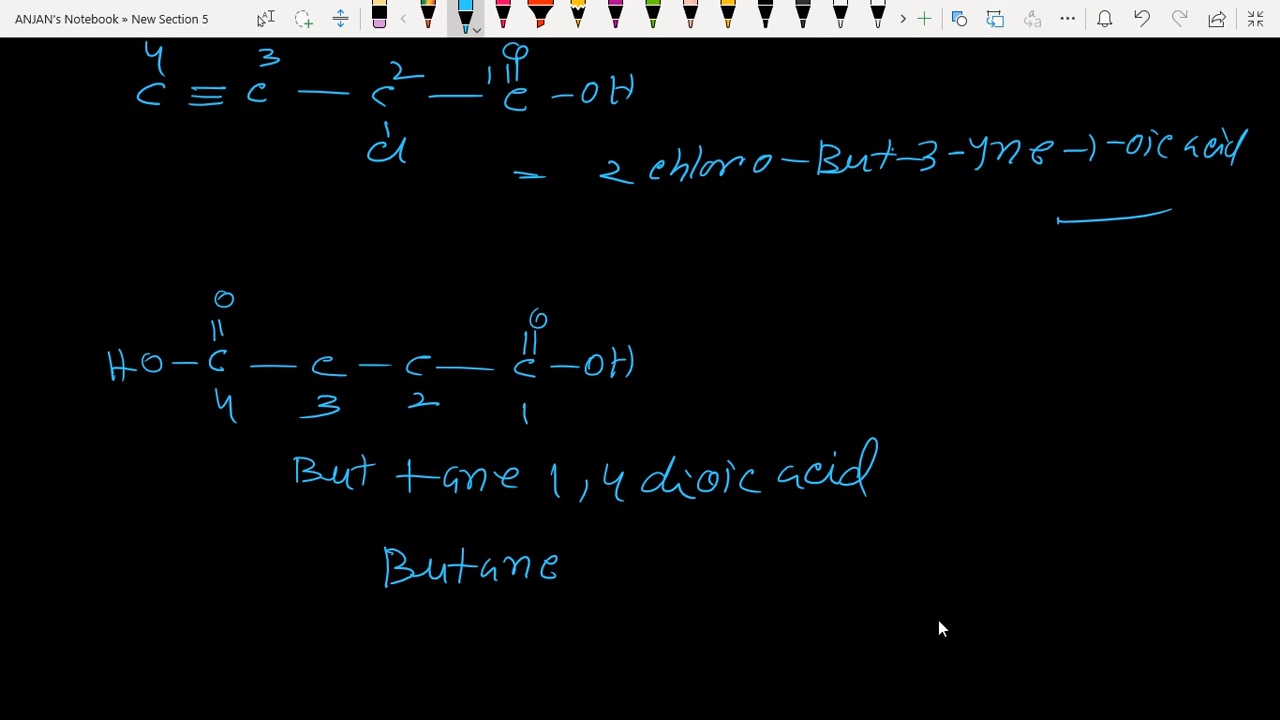 ANJAN's Notebook » New Section 5
4 3 2 1 O
C ≡ C — C — C — OH
Cl
= 2 chloro - But - 3 - yne - 1 - oic acid
O O
HO - C — C — C — C — OH
4 3 2 1
But tane 1,4 dioic acid
Butane